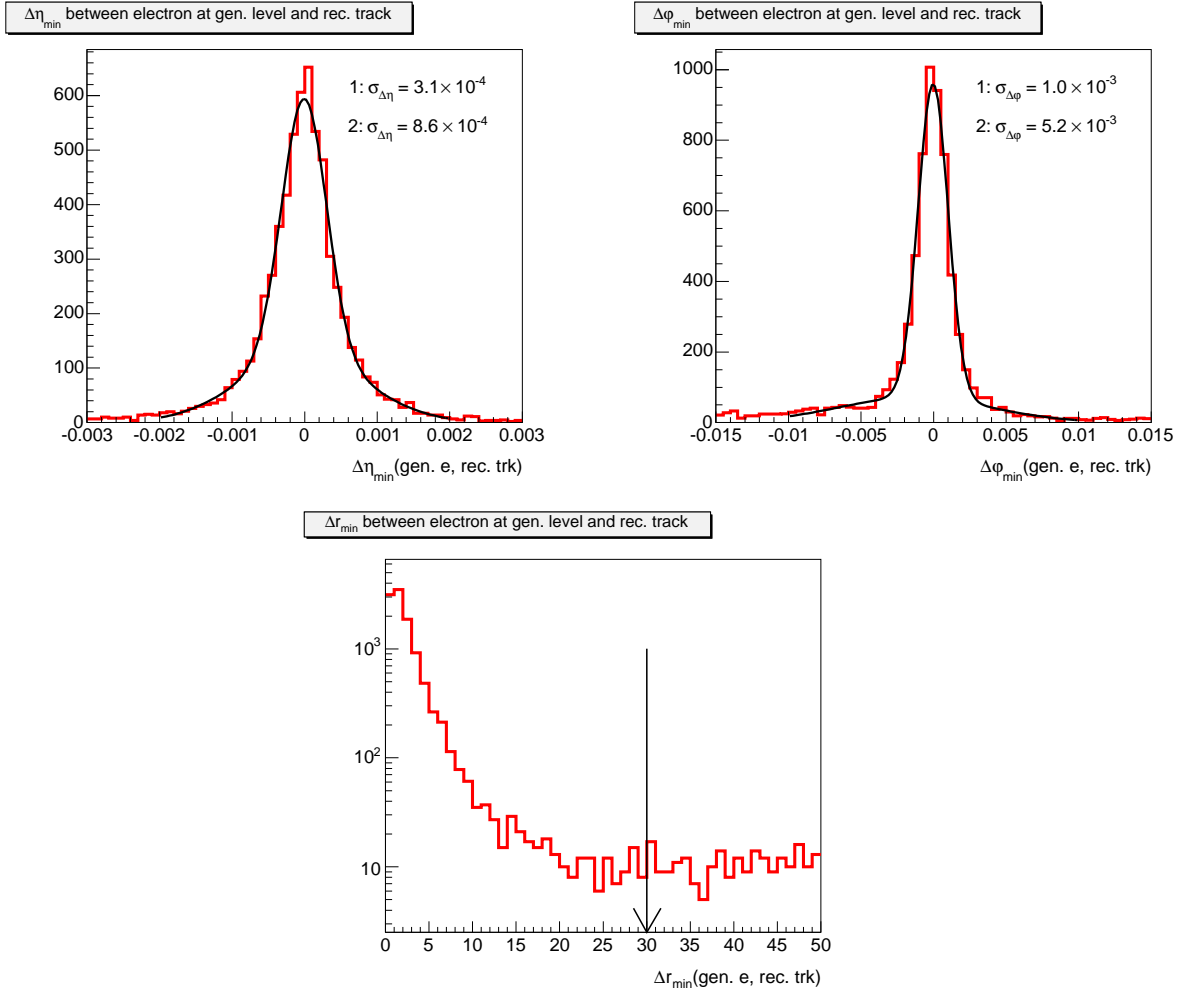 Δη_min between electron at gen. level and rec. track
1: σ_Δη = 3.1 × 10^-4
2: σ_Δη = 8.6 × 10^-4
600
500
400
300
200
100
0
-0.003 -0.002 -0.001 0 0.001 0.002 0.003
Δη_min(gen. e, rec. trk)
Δφ_min between electron at gen. level and rec. track
1: σ_Δφ = 1.0 × 10^-3
2: σ_Δφ = 5.2 × 10^-3
1000
800
600
400
200
0
-0.015 -0.01 -0.005 0 0.005 0.01 0.015
Δφ_min(gen. e, rec. trk)
Δr_min between electron at gen. level and rec. track
10^3
10^2
10
0 5 10 15 20 25 30 35 40 45 50
Δr_min(gen. e, rec. trk)